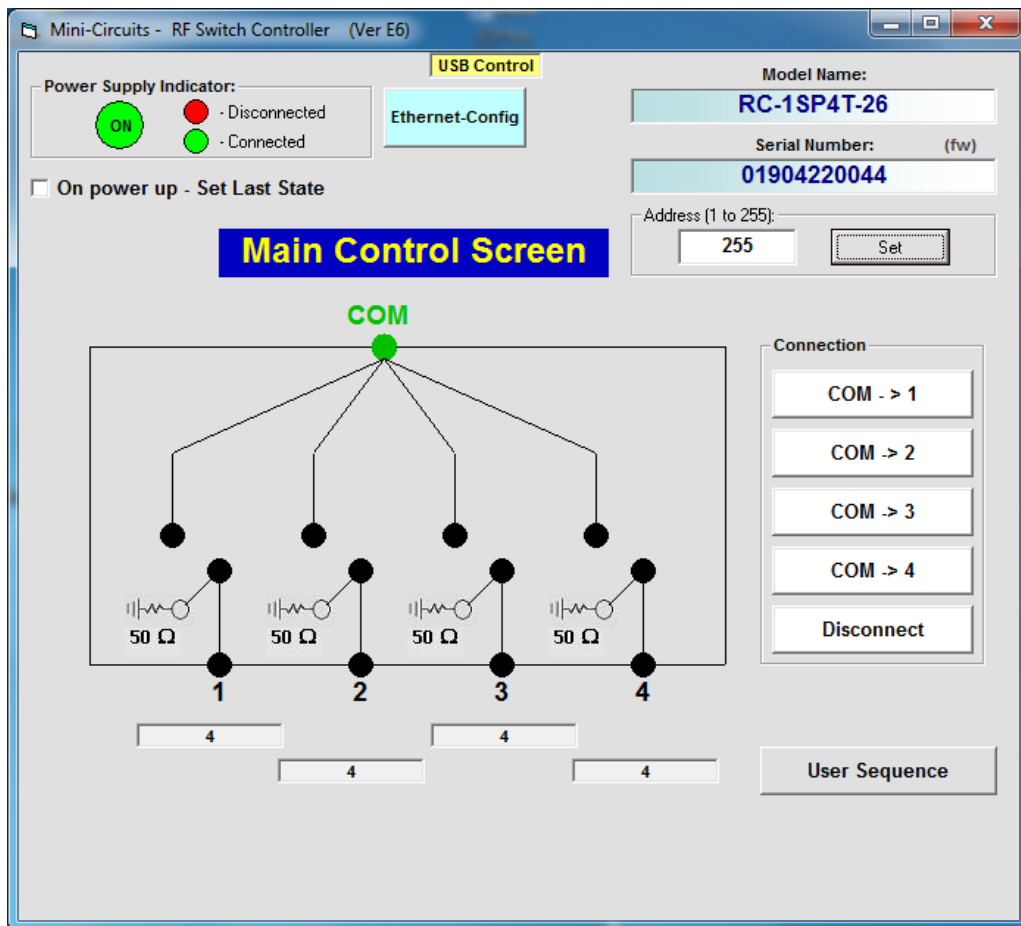 Mini-Circuits - RF Switch Controller (Ver E6)
USB Control
Power Supply Indicator:
ON
- Disconnected
- Connected
Ethernet-Config
Model Name:
RC-1SP4T-26
Serial Number: (fw)
01904220044
On power up - Set Last State
Address (1 to 255):
255
Set
Main Control Screen
COM
Connection
COM - > 1
COM -> 2
COM -> 3
COM -> 4
Disconnect
50 Ω 50 Ω 50 Ω 50 Ω
1 2 3 4
4 4
4 4
User Sequence